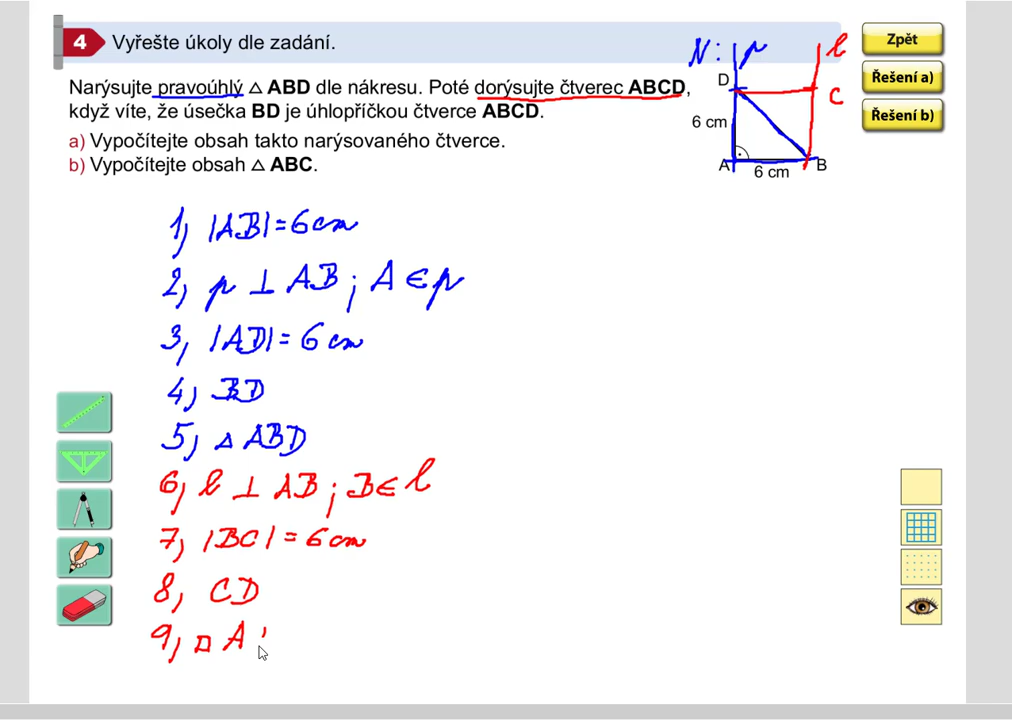 4 Vyřešte úkoly dle zadání.
Narýsujte pravoúhlý △ ABD dle nákresu. Poté dorýsujte čtverec ABCD,
když víte, že úsečka BD je úhlopříčkou čtverce ABCD.
a) Vypočítejte obsah takto narýsovaného čtverce.
b) Vypočítejte obsah △ ABC.
N: p l
D C
6 cm
A 6 cm B
Zpět
Řešení a)
Řešení b)
1, |AB| = 6 cm
2, p ⊥ AB ; A ∈ p
3, |AD| = 6 cm
4, BD
5, △ ABD
6, l ⊥ AB ; B ∈ l
7, |BC| = 6 cm
8, CD
9, □ A